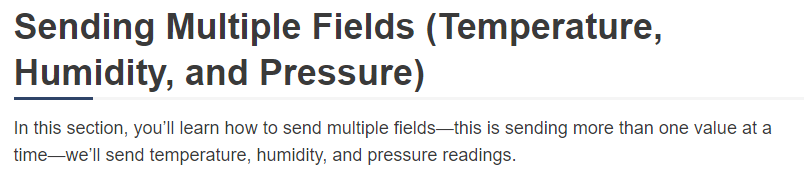 Sending Multiple Fields (Temperature,
Humidity, and Pressure)
In this section, you’ll learn how to send multiple fields—this is sending more than one value at a
time—we’ll send temperature, humidity, and pressure readings.